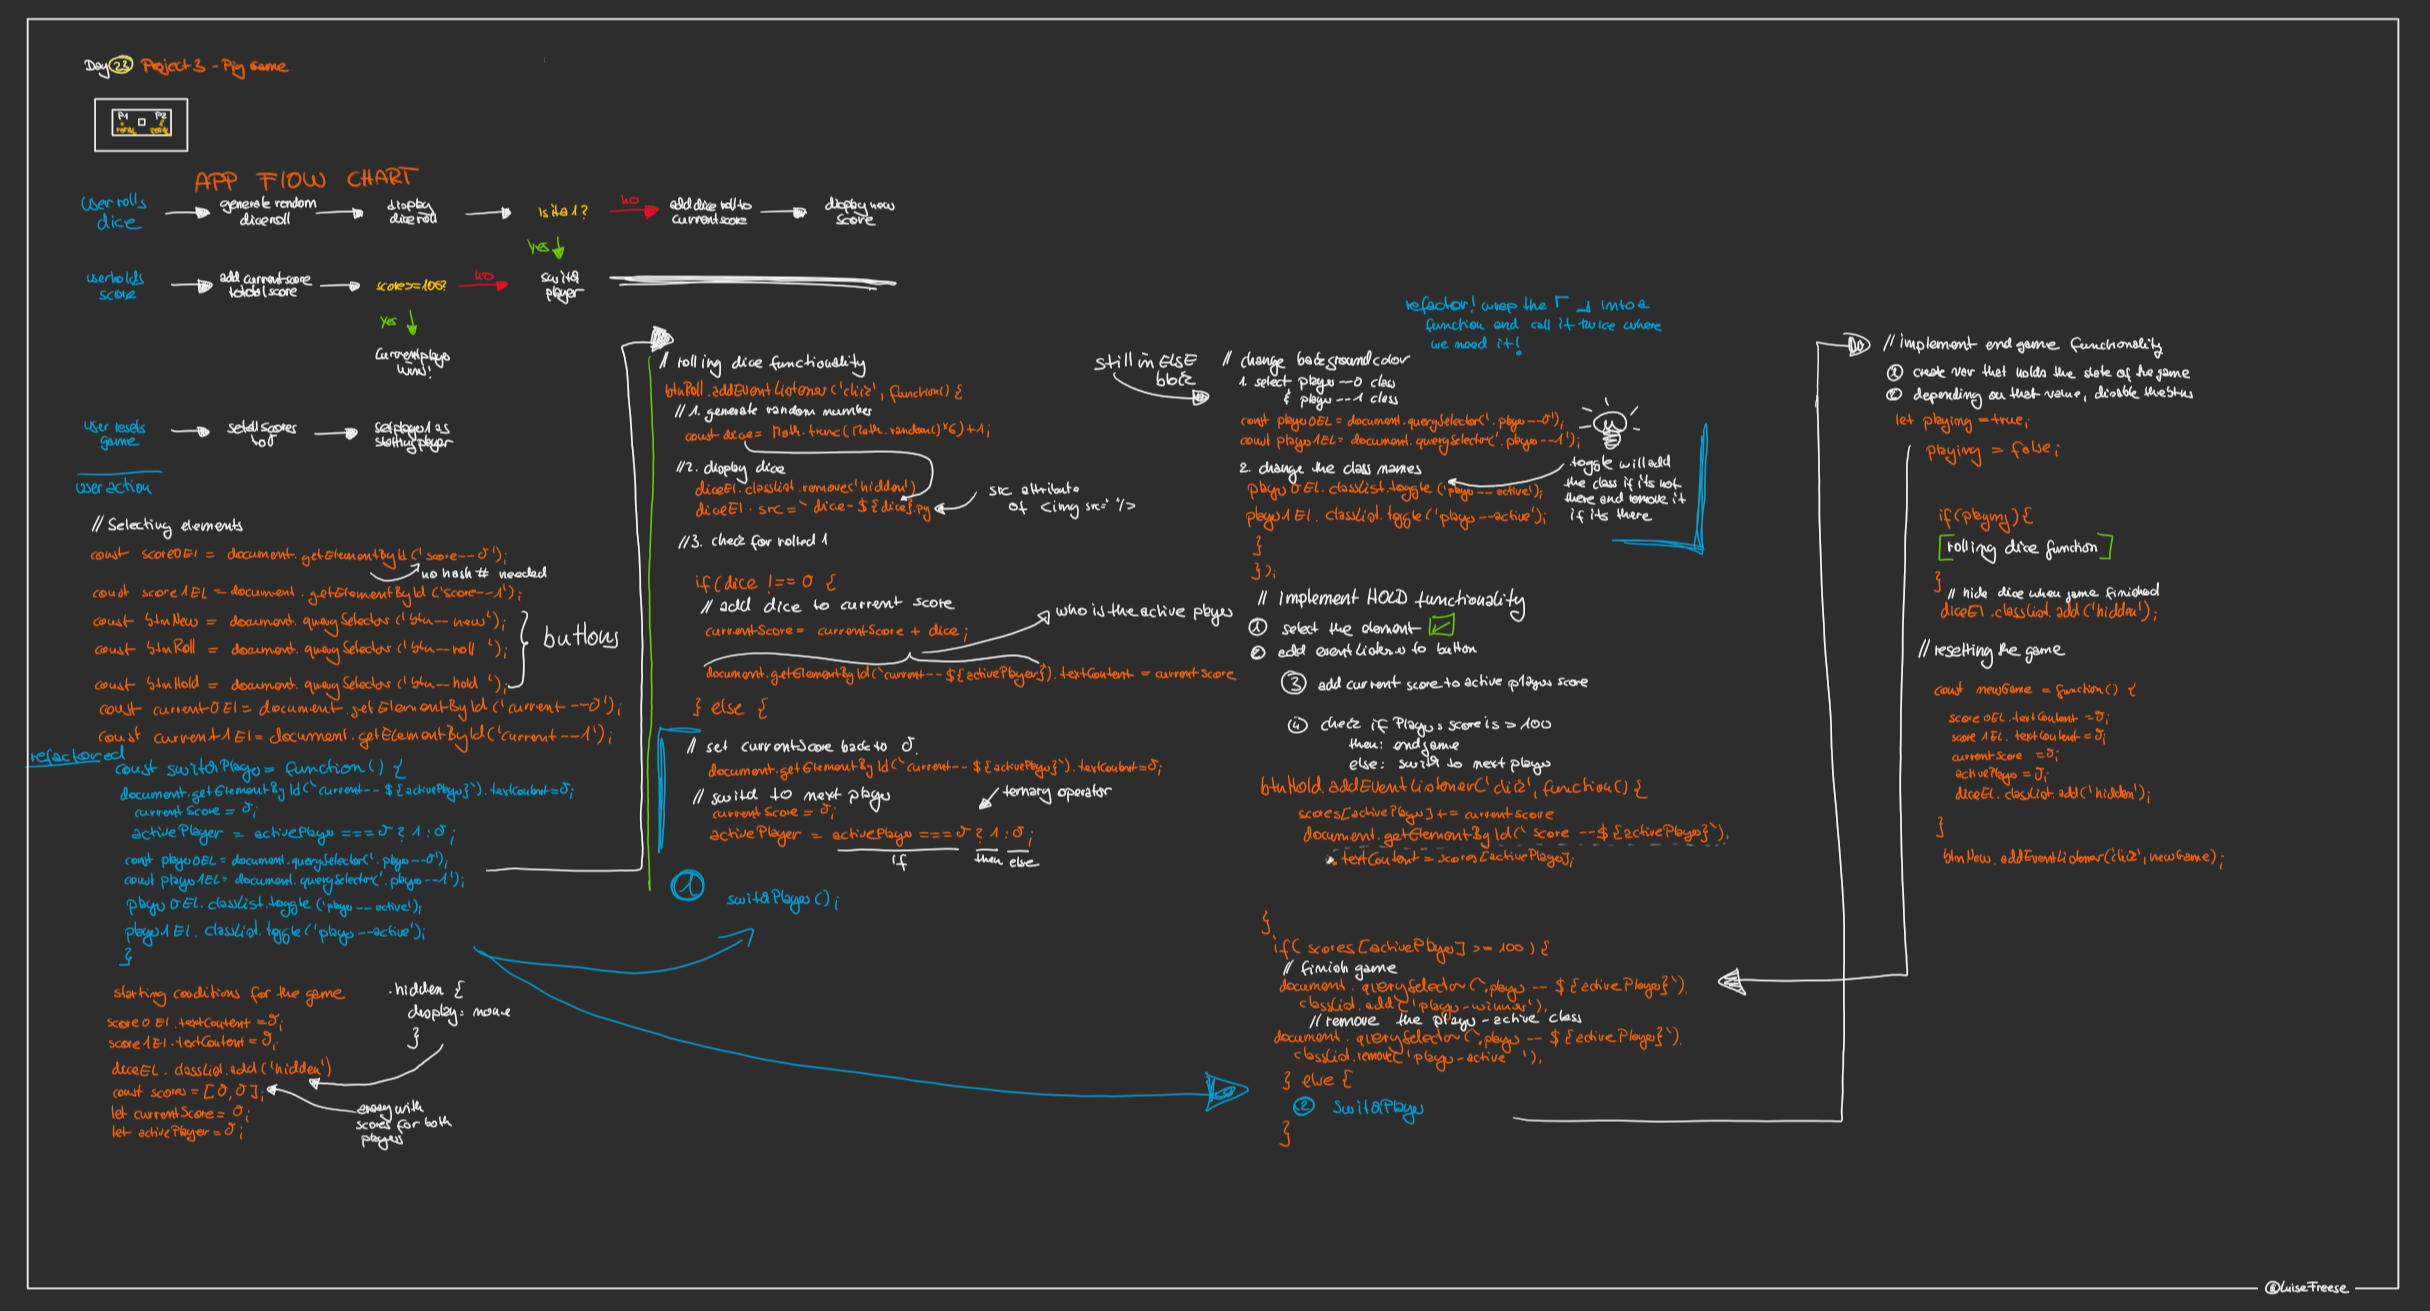 Day 23 Project 3 - Pig Game
P1 P2
APP FLOW CHART
user rolls
dice
generate random
dice roll
display
dice roll
Is it a 1?
NO
add dice roll to
current score
display new
score
yes
user holds
score
add current score
to total score
score >= 100?
NO
switch
player
yes
Current player
wins!
User resets
game
set all scores
to 0
set player 1 as
starting player
user action
// Selecting elements
const score0El = document.getElementById('score--0');
no hash # needed
const score1EL = document.getElementById('score--1');
const btnNew = document.querySelector('btn--new');
const btnRoll = document.querySelector('btn--roll');
const btnHold = document.querySelector('btn--hold');
buttons
const current0El = document.getElementById('current--0');
const current1El = document.getElementById('current--1');
refactored
const switchPlayer = function() {
document.getElementById(`current--${activePlayer}`).textContent=0;
currentScore = 0;
activePlayer = activePlayer === 0 ? 1 : 0;
const player0EL = document.querySelector('.player--0');
const player1EL = document.querySelector('.player--1');
player0EL.classList.toggle('player--active');
player1El.classList.toggle('player--active');
}
starting conditions for the game
score0El.textContent = 0;
score1El.textContent = 0;
diceEL.classList.add('hidden')
const scores = [0,0];
let currentScore = 0;
let activePlayer = 0;
.hidden {
display: none
}
array with
scores for both
players
// rolling dice functionality
btnRoll.addEventListener('click', function() {
// 1. generate random number
const dice = Math.trunc(Math.random()*6)+1;
//2. display dice
diceEl.classList.remove('hidden')
diceEl.src = `dice-${dice}.png
src attribute
of <img src=" "/>
//3. check for rolled 1
if(dice !== 0 {
// add dice to current score
currentScore = currentScore + dice;
who is the active player
document.getElementById(`current--${activePlayer}`).textContent = currentScore
} else {
// set currentScore back to 0
document.getElementById(`current--${activePlayer}`).textContent=0;
// switch to next player
currentScore = 0;
ternary operator
activePlayer = activePlayer === 0 ? 1 : 0;
if then else
1 switchPlayer();
refactor! wrap the ⌈ ⌋ into a
function and call it twice where
we need it!
still in ELSE
block
// change background color
1. select player--0 class
& player--1 class
const player0EL = document.querySelector('.player--0');
const player1EL = document.querySelector('.player--1');
2. change the class names
player0EL.classList.toggle('player--active');
player1El.classList.toggle('player--active');
}
});
.toggle will add
the class if its not
there and remove it
if its there
// implement HOLD functionality
1 select the element
2 add eventListener to button
3 add current score to active players score
4 check if Players score is >= 100
then: endgame
else: switch to next player
btnHold.addEventListener('click', function() {
scores[activePlayer] += currentscore
document.getElementById(`score--${activePlayer}`).
.textContent = scores[activePlayer];
}
if( scores[activePlayer] >= 100) {
// finish game
document.querySelector(`.player--${activePlayer}`).
classList.add('player-winner').
// remove the player-active class
document.querySelector(`.player--${activePlayer}`).
classList.remove('player-active').
} else {
2 switchPlayer
}
// implement end game functionality
1 create var that holds the state of the game
2 depending on that value, disable the btns
let playing = true;
playing = false;
if(playing) {
[rolling dice function]
}
// hide dice when game finished
diceEl.classList.add('hidden');
// resetting the game
const newGame = function() {
score0EL.textContent = 0;
score1EL.textContent = 0;
currentScore = 0;
activePlayer = 0;
diceEL.classList.add('hidden');
}
btnNew.addEventListener('click', newGame);
@LuiseFreese